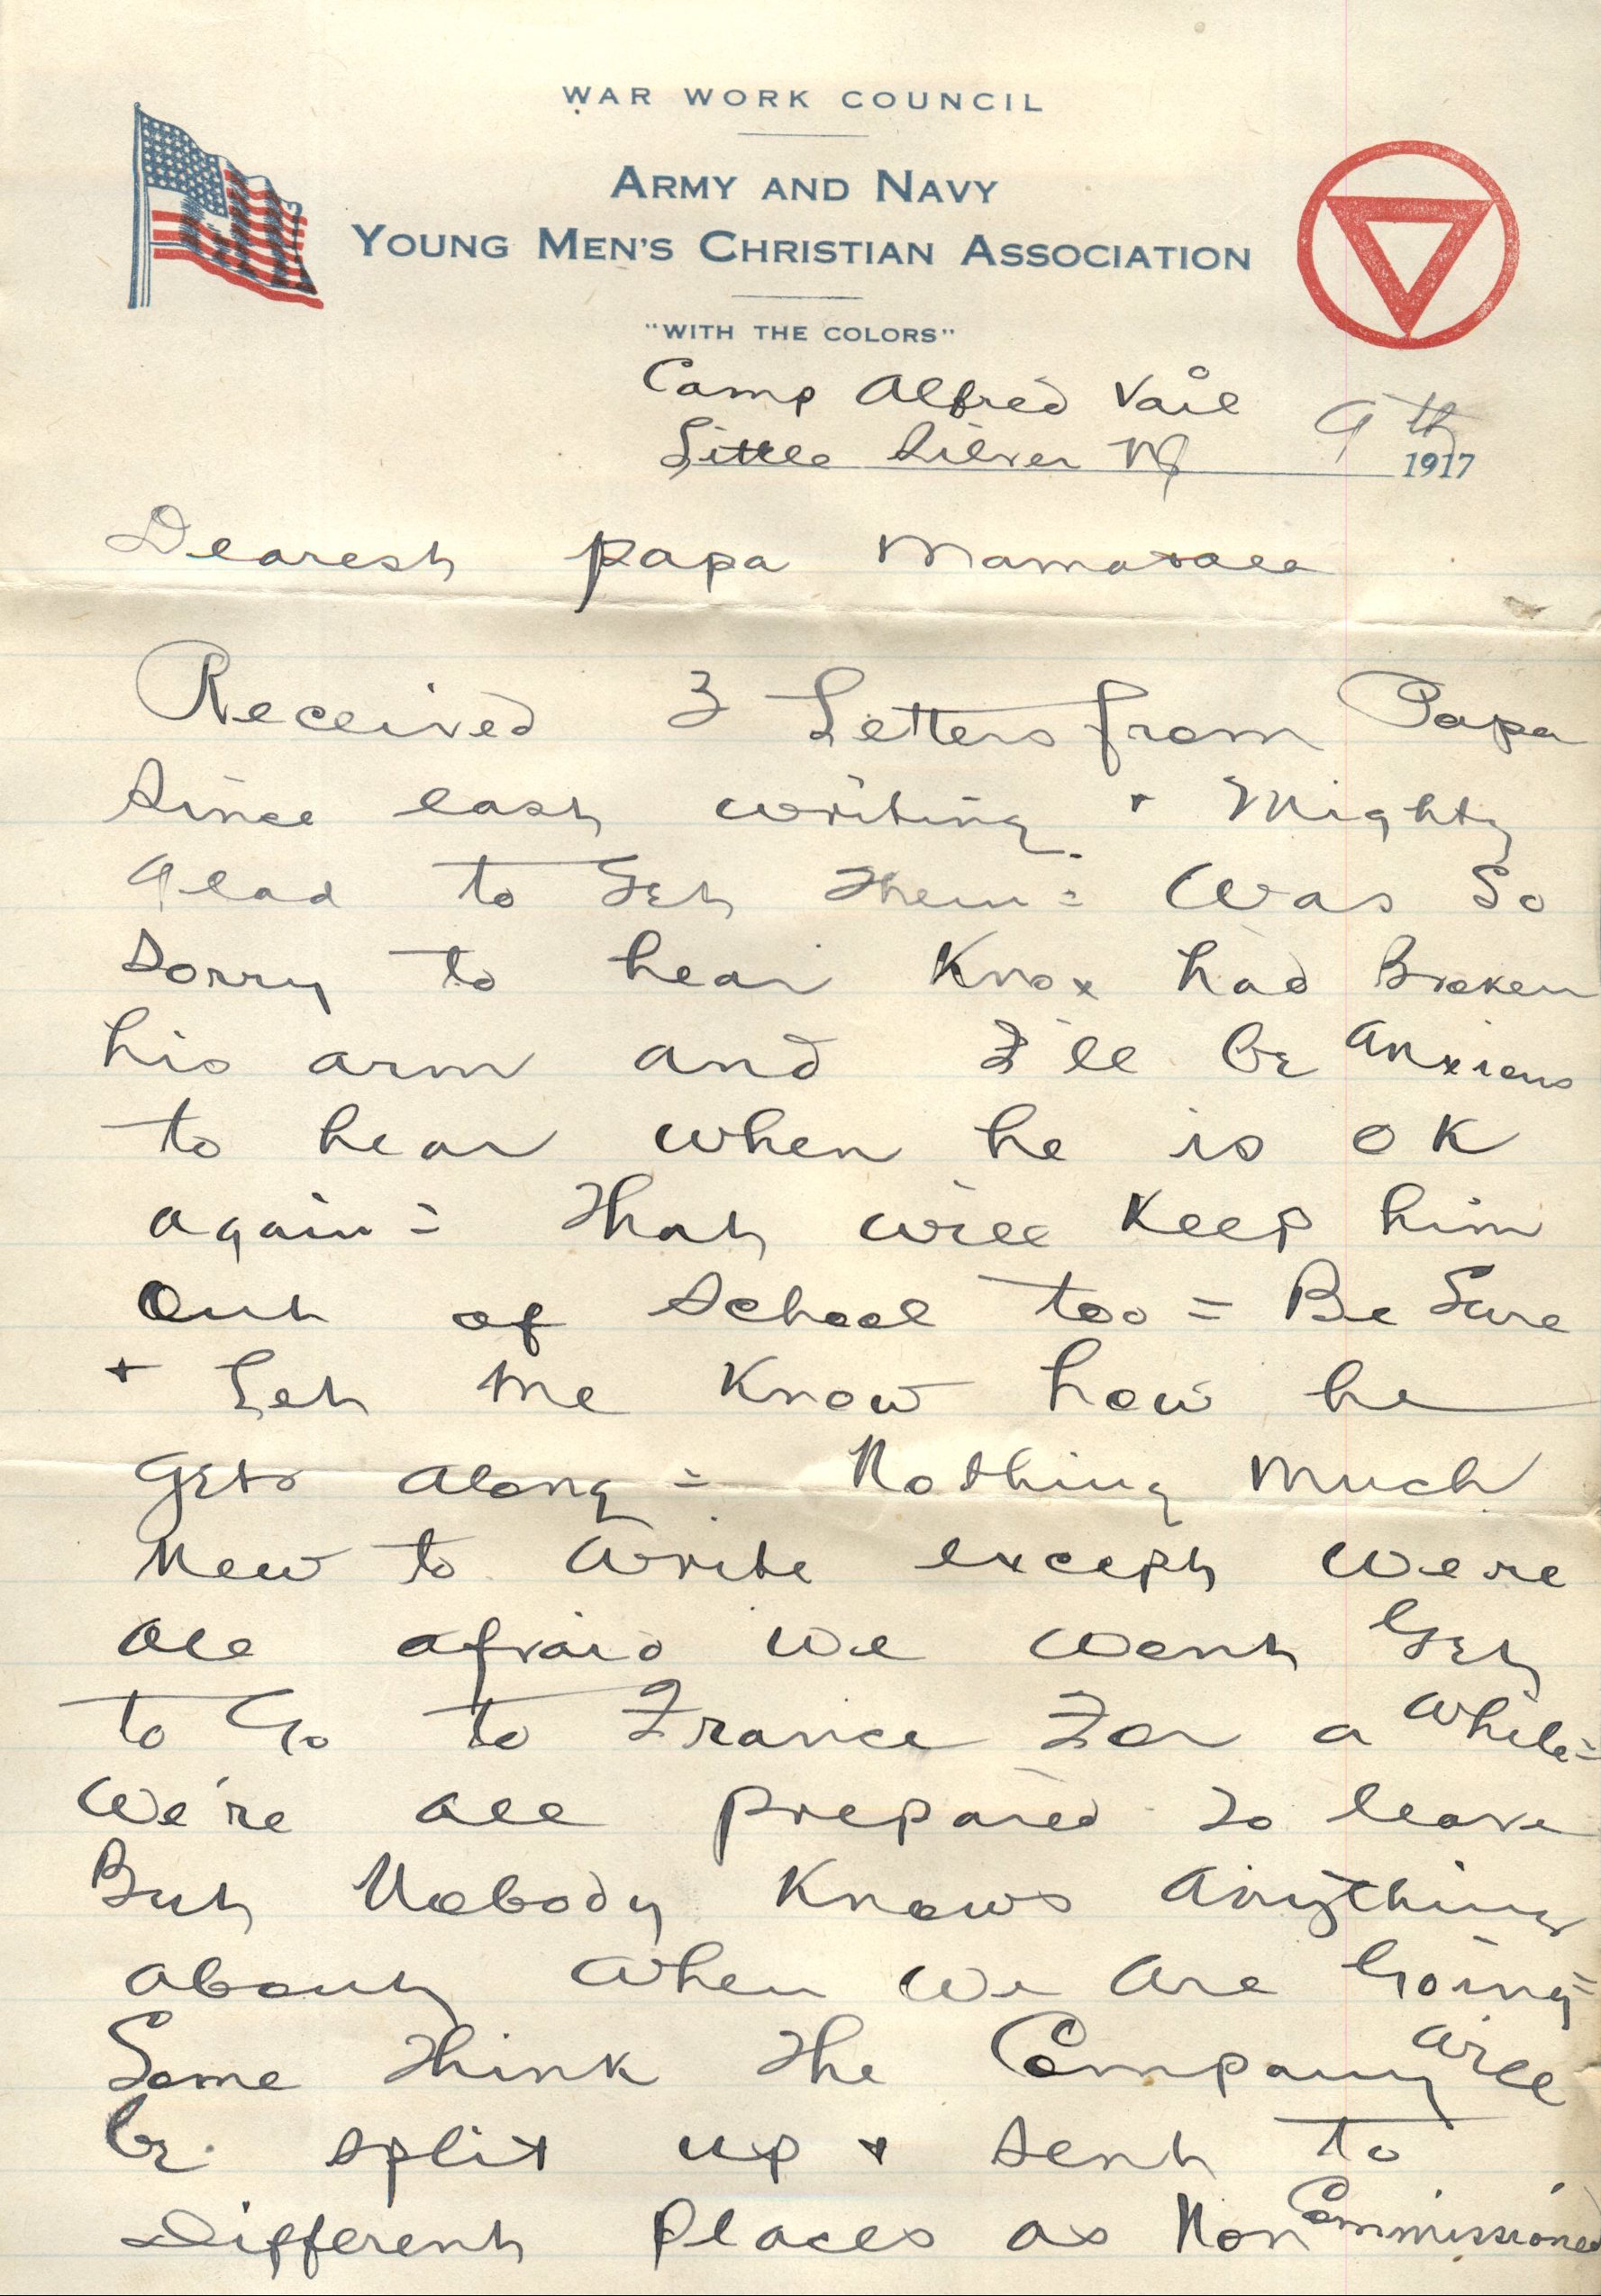 WAR WORK COUNCIL
ARMY AND NAVY
YOUNG MEN'S CHRISTIAN ASSOCIATION
"WITH THE COLORS"
Camp Alfred Vail
Little Silver NJ 9th 1917
Dearest papa Mama & all
Received 3 Letters from Papa
Since last writing & Mighty
glad to Get them = Was So
Sorry to hear Knox had Broken
his arm and I'll be anxious
to hear when he is OK
again = That will Keep him
Out of School too = Be Sure
& Let Me Know how he
gets along = Nothing Much
New to Write except We're
all afraid we wont Get
to Go to France For a While =
We're all prepared to leave
But Nobody Knows Anything
about When We Are Going =
Some think the Company will
be split up & Sent to
Different Places as Non Commissioned